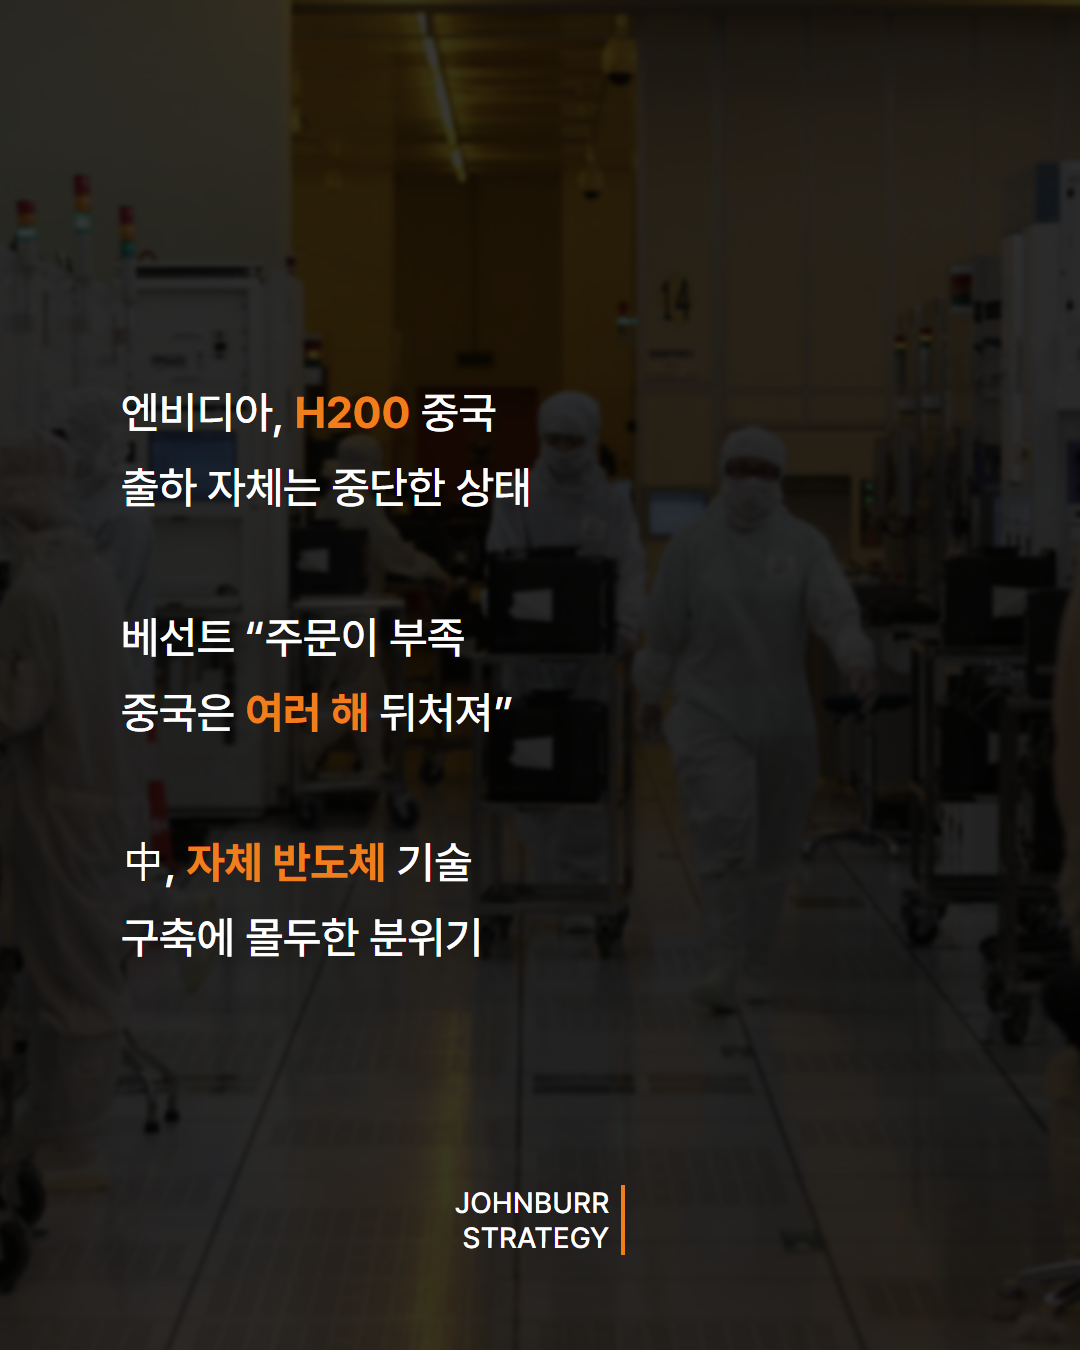 엔비디아, H200 중국
출하 자체는 중단한 상태
베선트 “주문이 부족
중국은 여러 해 뒤처져”
中, 자체 반도체 기술
구축에 몰두한 분위기
14
JOHNBURR
STRATEGY